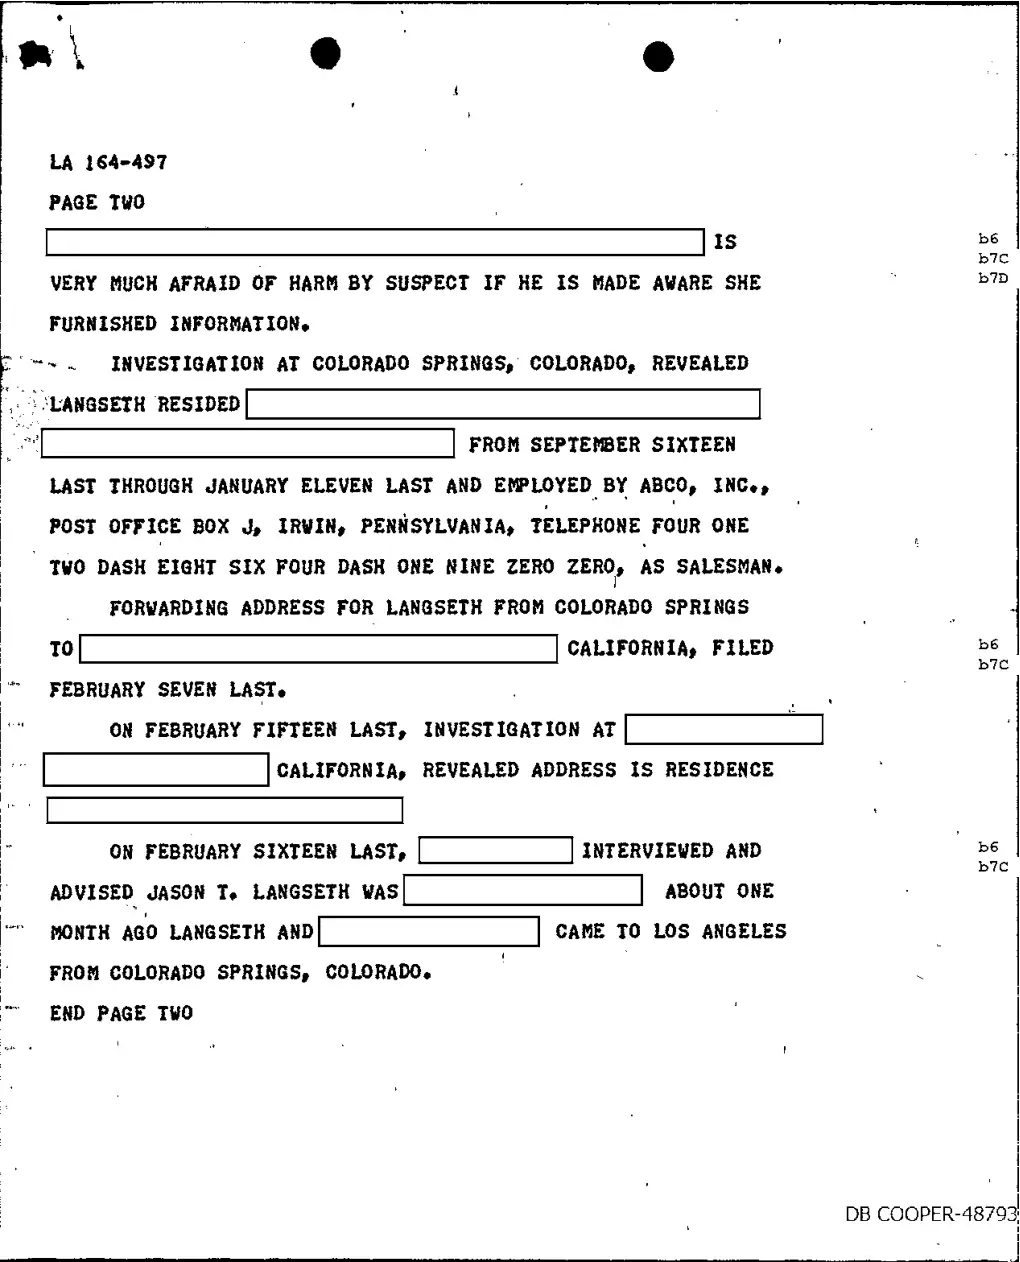 LA 164-497
PAGE TWO
IS
b6
b7C
b7D
VERY MUCH AFRAID OF HARM BY SUSPECT IF HE IS MADE AWARE SHE
FURNISHED INFORMATION.
INVESTIGATION AT COLORADO SPRINGS, COLORADO, REVEALED
LANGSETH RESIDED
FROM SEPTEMBER SIXTEEN
LAST THROUGH JANUARY ELEVEN LAST AND EMPLOYED BY ABCO, INC.,
POST OFFICE BOX J, IRWIN, PENNSYLVANIA, TELEPHONE FOUR ONE
TWO DASH EIGHT SIX FOUR DASH ONE NINE ZERO ZERO, AS SALESMAN.
FORWARDING ADDRESS FOR LANGSETH FROM COLORADO SPRINGS
TO CALIFORNIA, FILED
b6
b7C
FEBRUARY SEVEN LAST.
ON FEBRUARY FIFTEEN LAST, INVESTIGATION AT
CALIFORNIA, REVEALED ADDRESS IS RESIDENCE
ON FEBRUARY SIXTEEN LAST, INTERVIEWED AND
b6
b7C
ADVISED JASON T. LANGSETH WAS ABOUT ONE
MONTH AGO LANGSETH AND CAME TO LOS ANGELES
FROM COLORADO SPRINGS, COLORADO.
END PAGE TWO
DB COOPER-48793